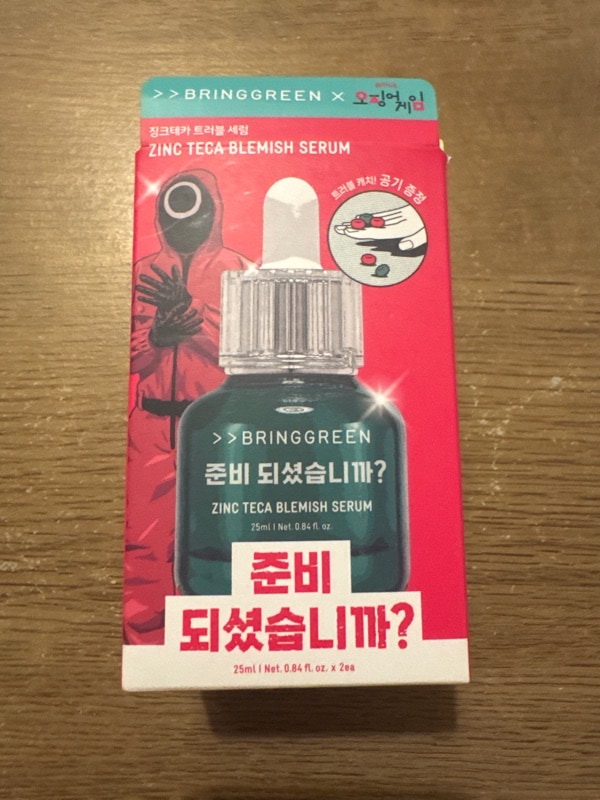 >>BRINGGREEN × 오징어게임
징크테카 트러블 세럼
ZINC TECA BLEMISH SERUM
트러블 캐치! 공기 증정
>>BRINGGREEN
준비 되셨습니까?
ZINC TECA BLEMISH SERUM
25ml | Net. 0.84 fl. oz.
준비
되셨습니까?
25ml | Net. 0.84 fl. oz. x 2ea